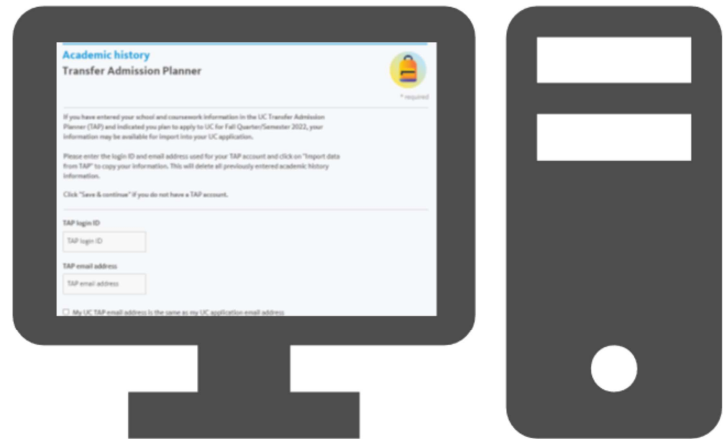 Academic history
Transfer Admission Planner
* required
If you have entered your school and coursework information in the UC Transfer Admission
Planner (TAP) and indicated you plan to apply to UC for Fall Quarter/Semester 2022, your
information may be available for import into your UC application.
Please enter the login ID and email address used for your TAP account and click on "Import data
from TAP" to copy your information. This will delete all previously entered academic history
information.
Click "Save & continue" if you do not have a TAP account.
TAP login ID
TAP login ID
TAP email address
TAP email address
My UC TAP email address is the same as my UC application email address